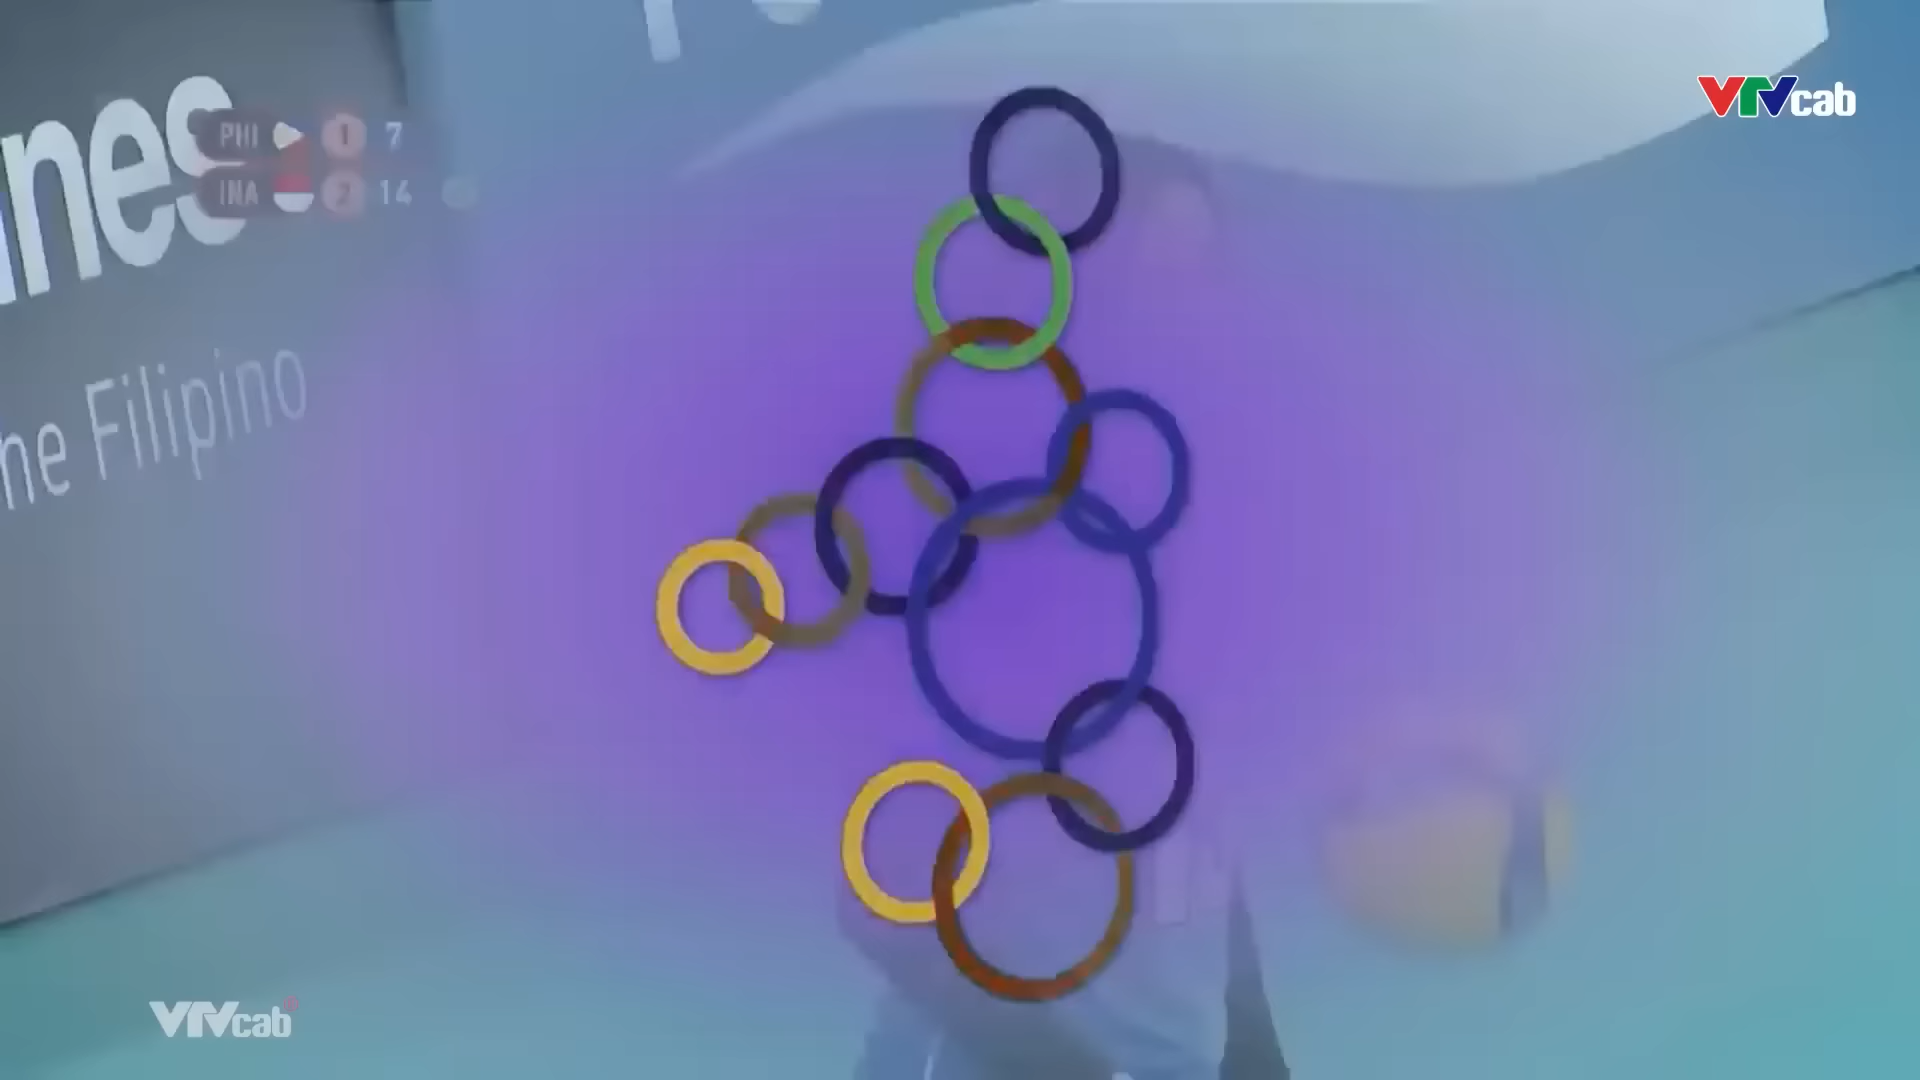 nes
ne Filipino
PHI 1 7
INA 2 14
VTVcab
VTVcab